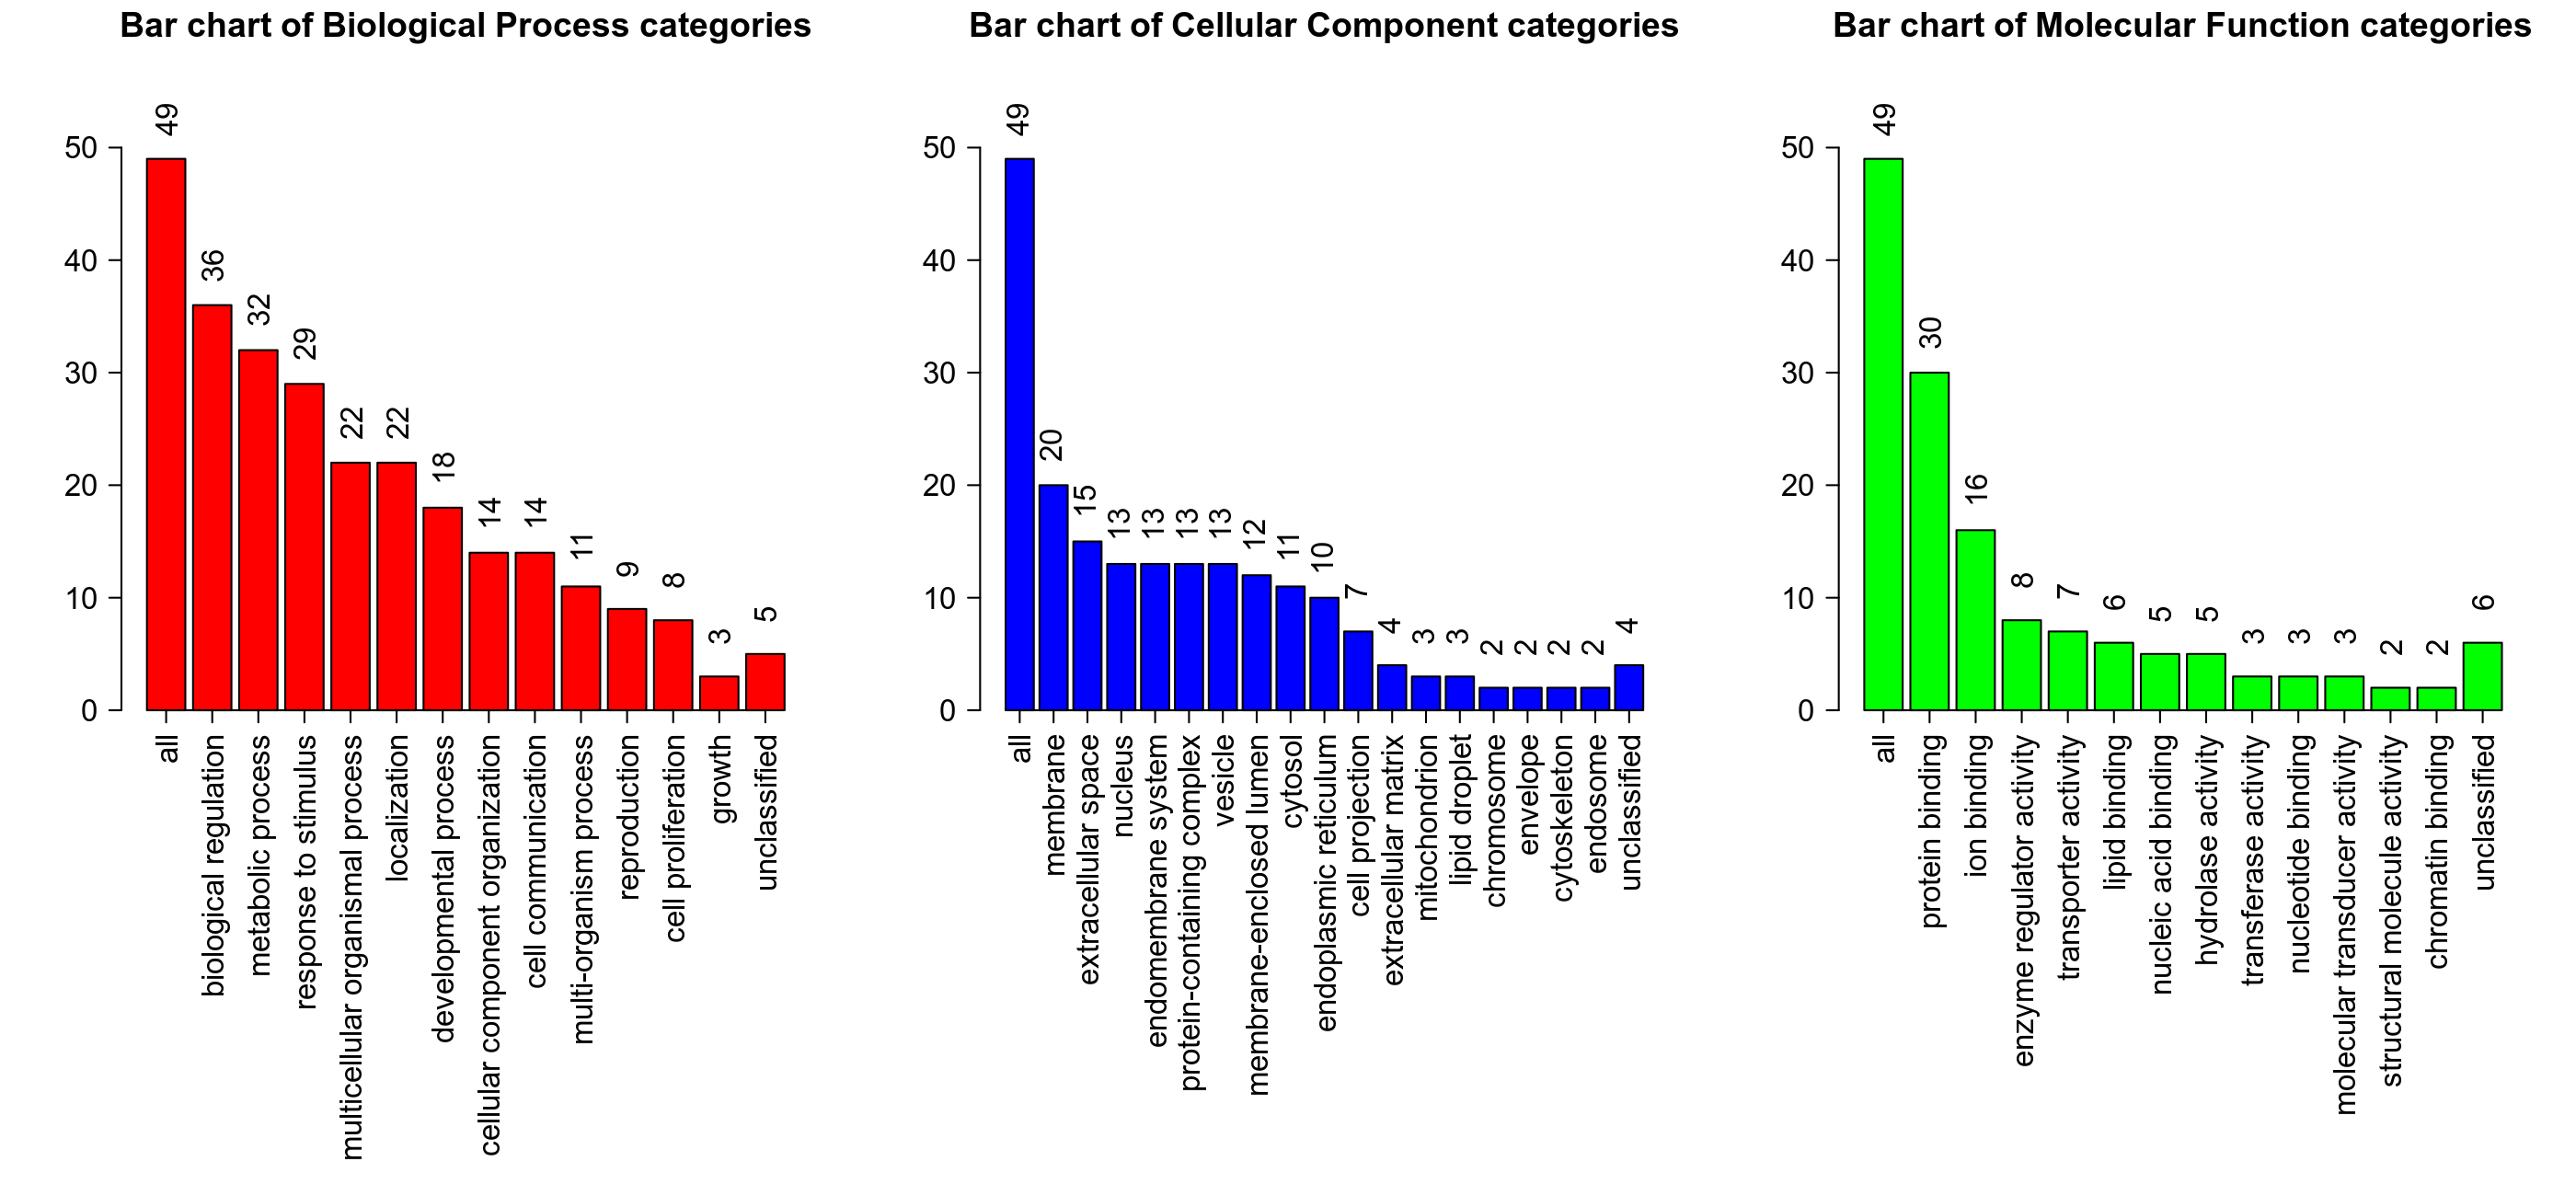 Bar chart of Biological Process categories
50
40
30
20
10
0
49
36
32
29
22
22
18
14
14
11
9
8
3
5
all
biological regulation
metabolic process
response to stimulus
multicellular organismal process
localization
developmental process
cellular component organization
cell communication
multi-organism process
reproduction
cell proliferation
growth
unclassified
Bar chart of Cellular Component categories
50
40
30
20
10
0
49
20
15
13
13
13
13
12
11
10
7
4
3
3
2
2
2
2
4
all
membrane
extracellular space
nucleus
endomembrane system
protein-containing complex
vesicle
membrane-enclosed lumen
cytosol
endoplasmic reticulum
cell projection
extracellular matrix
mitochondrion
lipid droplet
chromosome
envelope
cytoskeleton
endosome
unclassified
Bar chart of Molecular Function categories
50
40
30
20
10
0
49
30
16
8
7
6
5
5
3
3
3
2
2
6
all
protein binding
ion binding
enzyme regulator activity
transporter activity
lipid binding
nucleic acid binding
hydrolase activity
transferase activity
nucleotide binding
molecular transducer activity
structural molecule activity
chromatin binding
unclassified